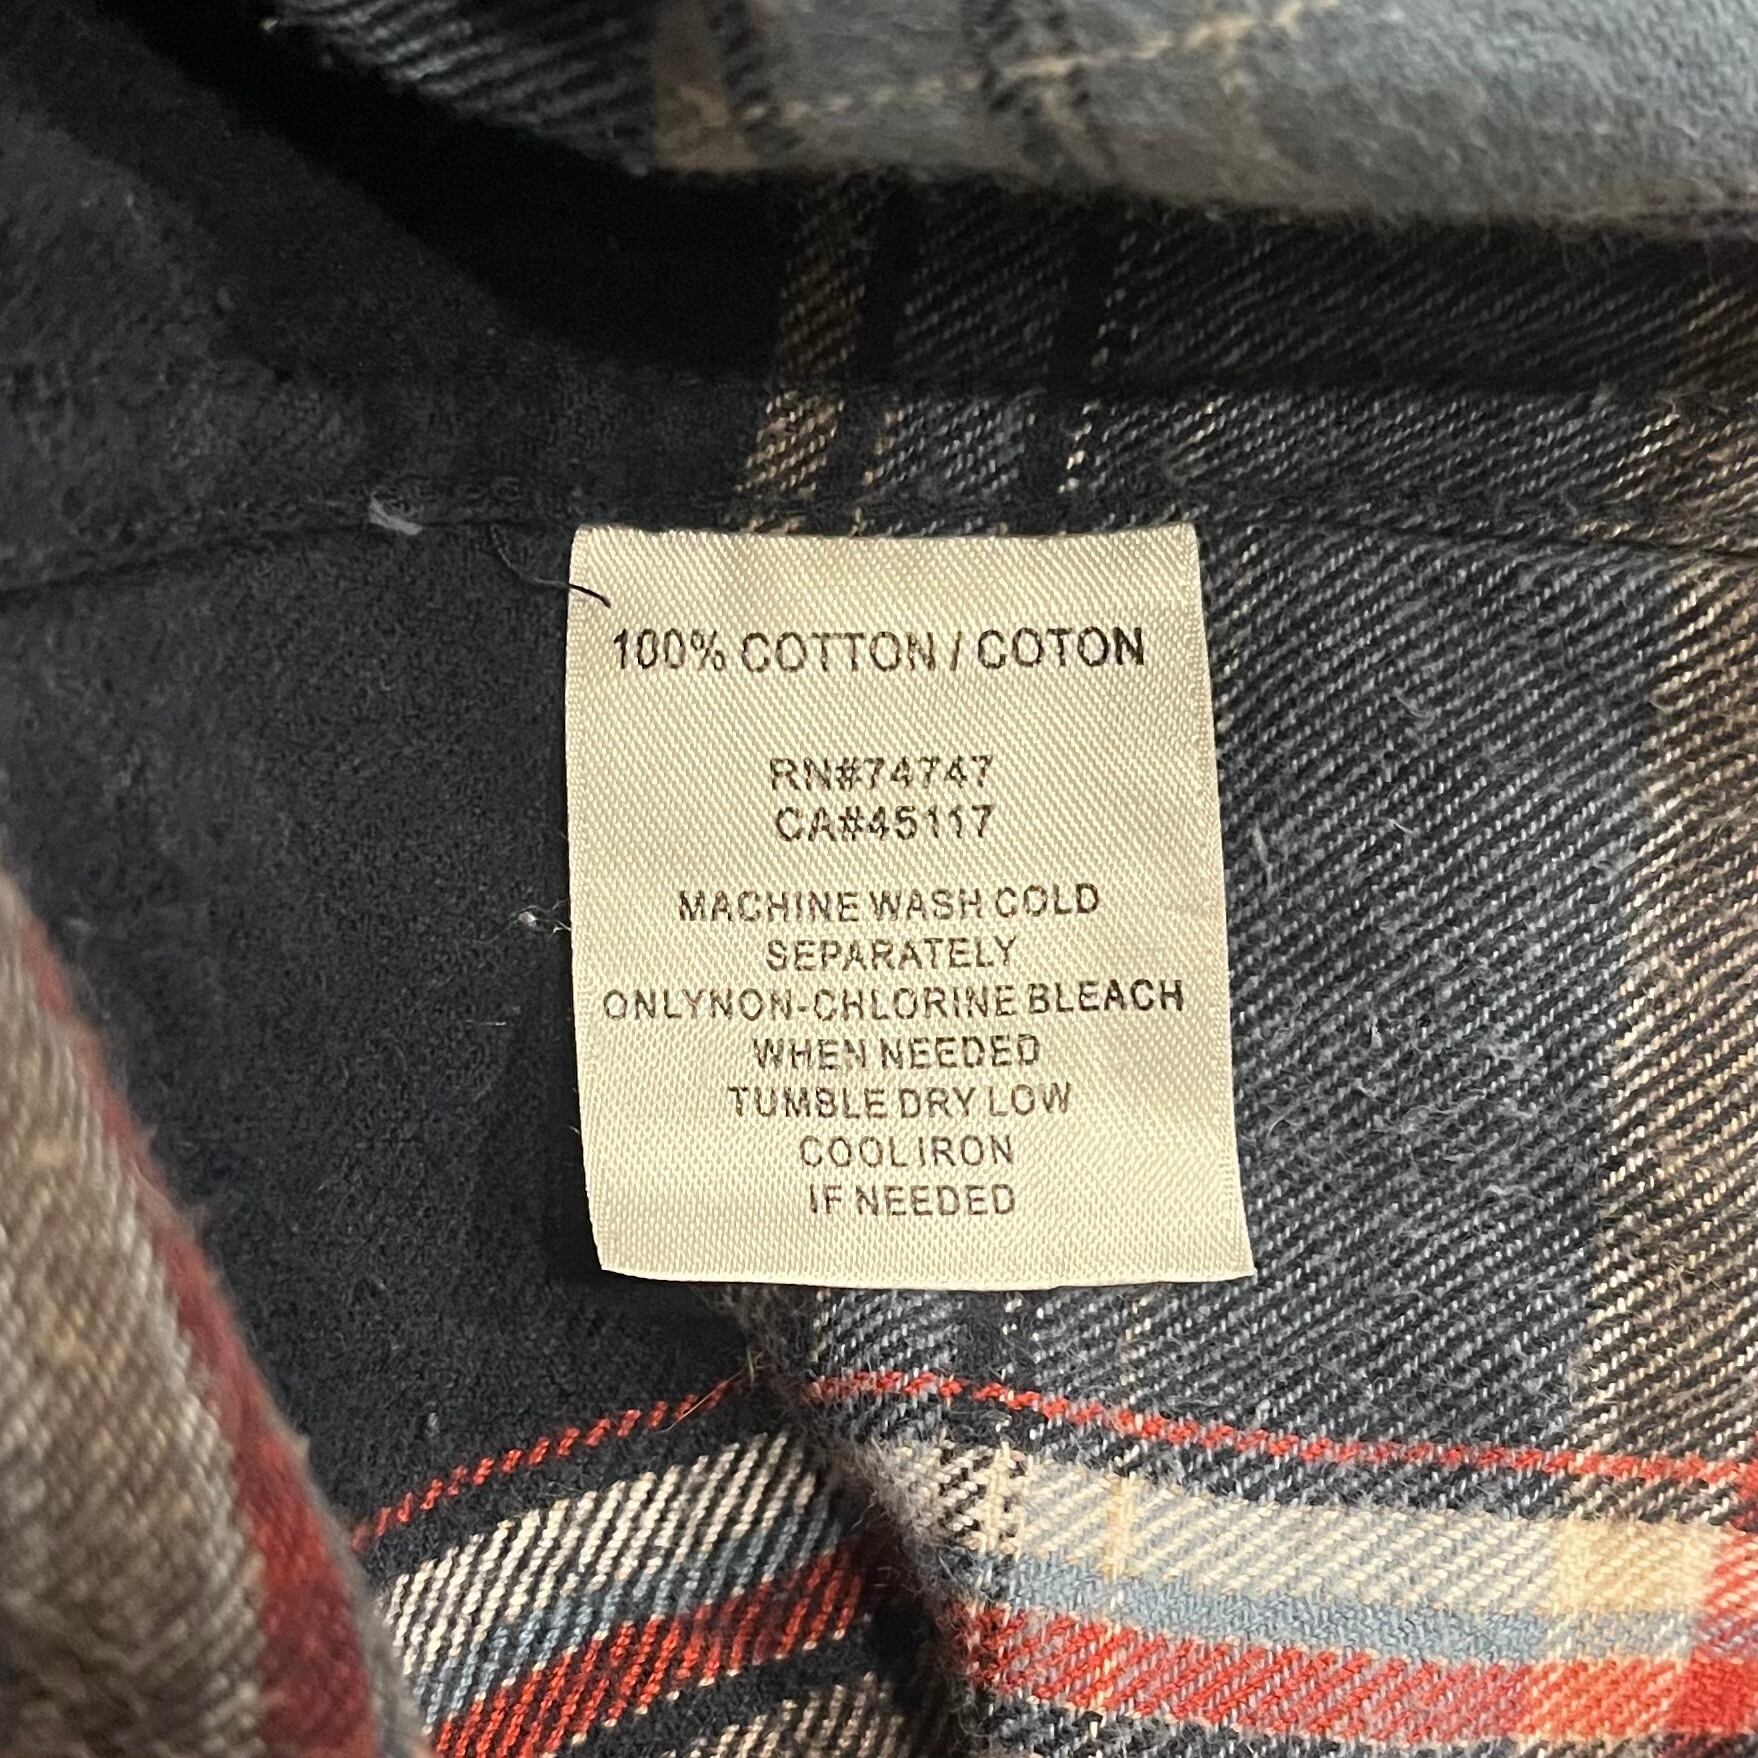 100% COTTON / COTON
RN#74747
CA#45117
MACHINE WASH COLD
SEPARATELY
ONLYNON-CHLORINE BLEACH
WHEN NEEDED
TUMBLE DRY LOW
COOL IRON
IF NEEDED